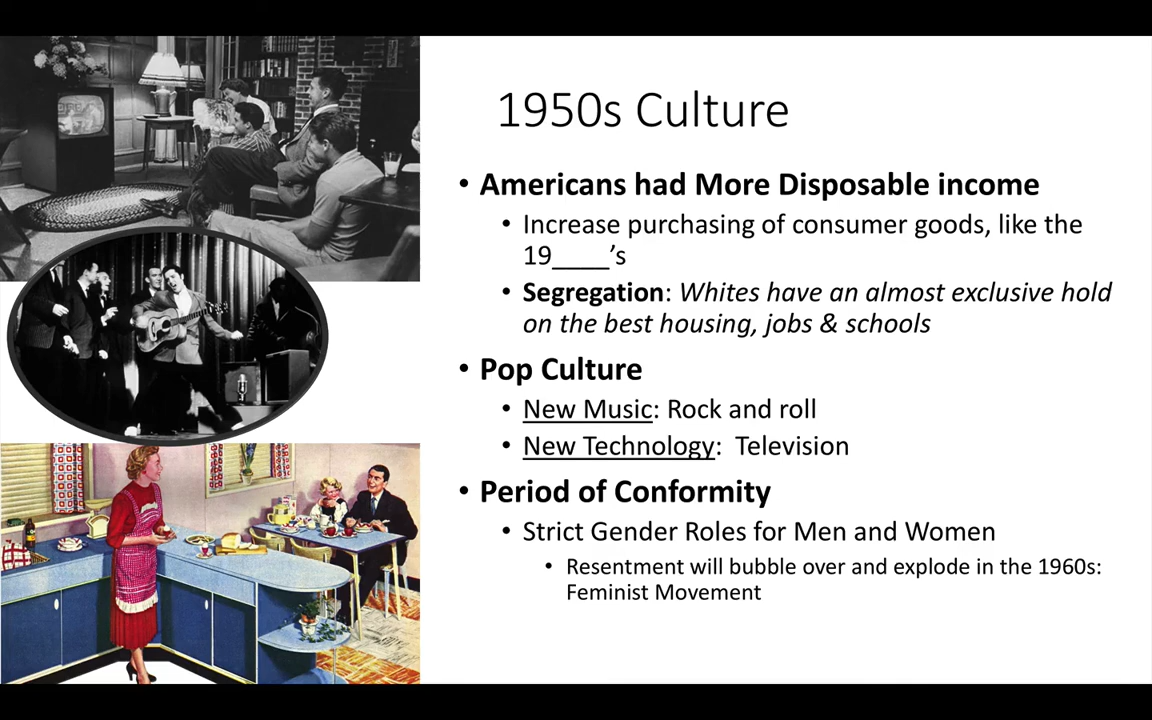 1950s Culture
• Americans had More Disposable income
• Increase purchasing of consumer goods, like the
19____'s
• Segregation: Whites have an almost exclusive hold
on the best housing, jobs & schools
• Pop Culture
• New Music: Rock and roll
• New Technology:  Television
• Period of Conformity
• Strict Gender Roles for Men and Women
• Resentment will bubble over and explode in the 1960s:
Feminist Movement